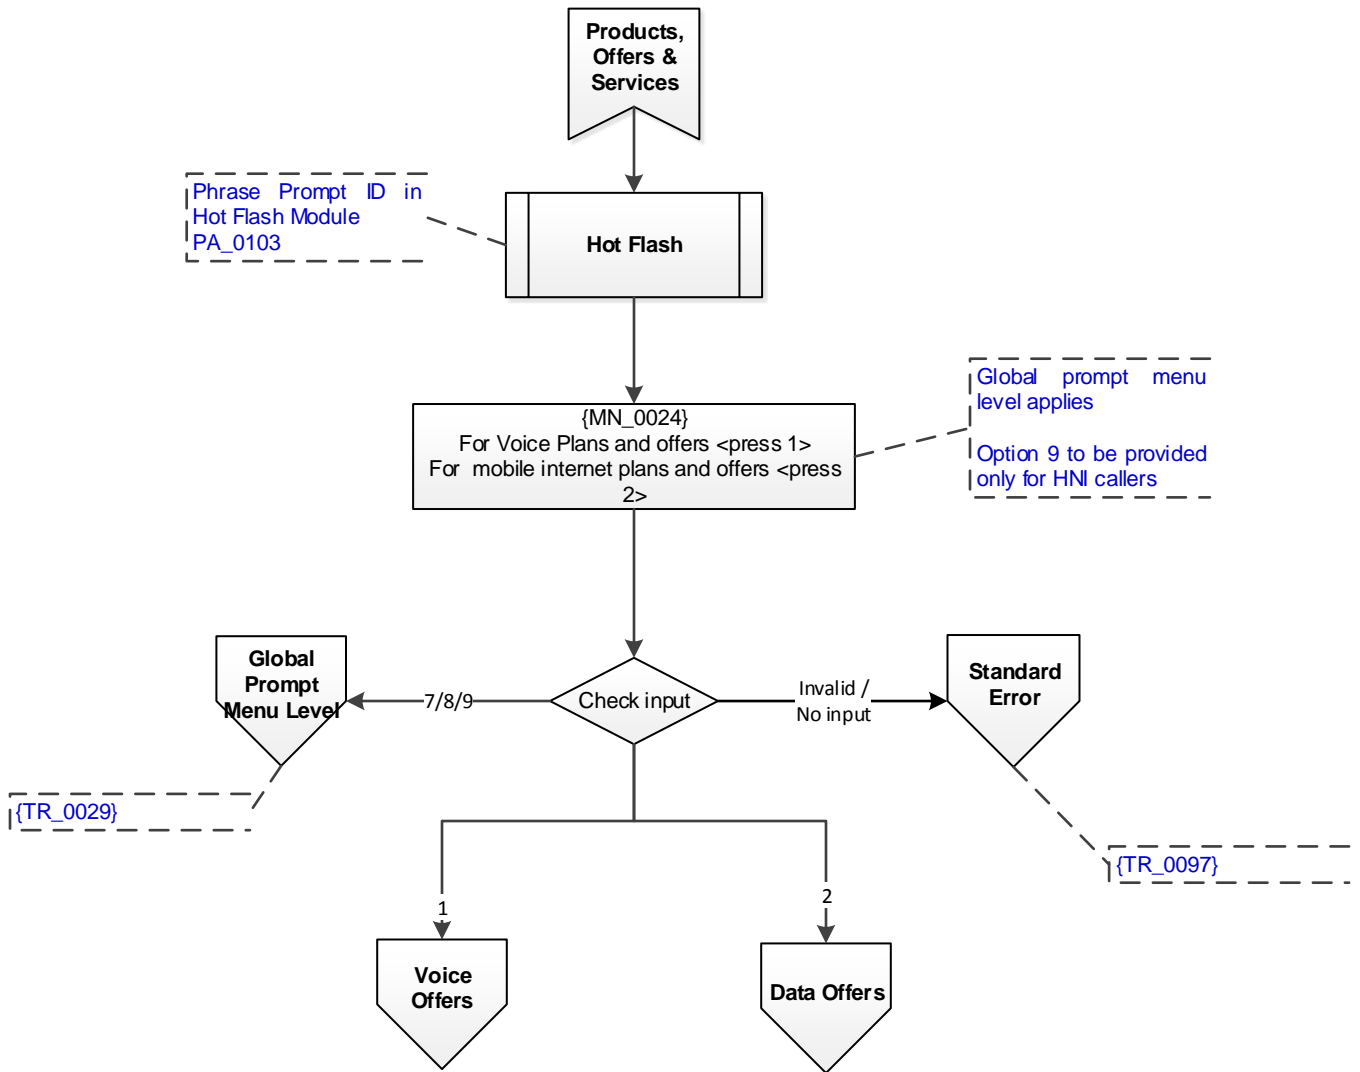 Products,
Offers &
Services
Phrase Prompt ID in
Hot Flash Module
PA_0103
Hot Flash
{MN_0024}
For Voice Plans and offers <press 1>
For mobile internet plans and offers <press
2>
Global prompt menu
level applies
Option 9 to be provided
only for HNI callers
Global
Prompt
Menu Level
7/8/9
Check input
Invalid /
No input
Standard
Error
{TR_0029}
{TR_0097}
1
2
Voice
Offers
Data Offers